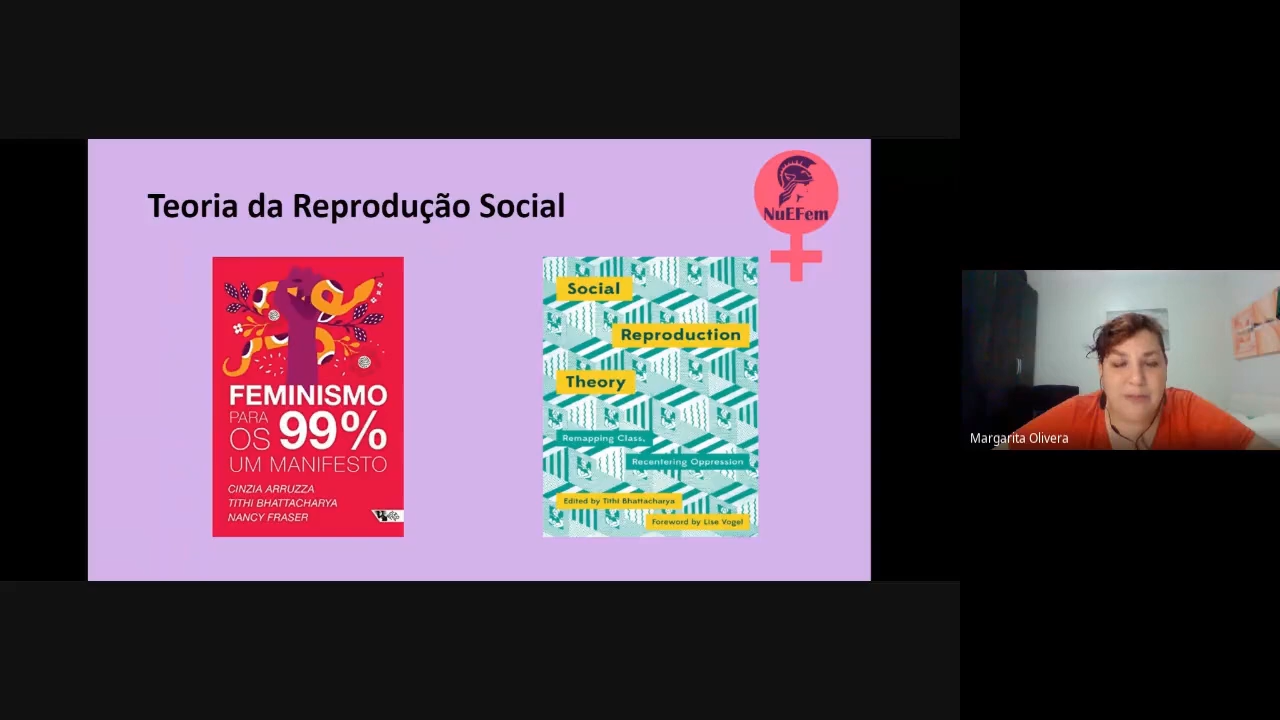 Teoria da Reprodução Social
NuEFem
FEMINISMO
PARA
OS 99%
UM MANIFESTO
CINZIA ARRUZZA
TITHI BHATTACHARYA
NANCY FRASER
Social
Reproduction
Theory
Remapping Class,
Recentering Oppression
Edited by Tithi Bhattacharya
Foreword by Lise Vogel
Margarita Olivera